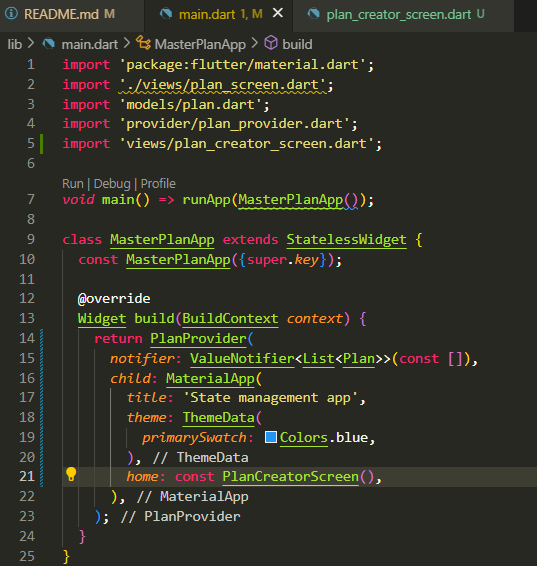 README.md M
main.dart 1, M
plan_creator_screen.dart U
lib > main.dart > MasterPlanApp > build
1 import 'package:flutter/material.dart';
2 import './views/plan_screen.dart';
3 import 'models/plan.dart';
4 import 'provider/plan_provider.dart';
5 import 'views/plan_creator_screen.dart';
6
Run | Debug | Profile
7 void main() => runApp(MasterPlanApp());
8
9 class MasterPlanApp extends StatelessWidget {
10   const MasterPlanApp({super.key});
11
12   @override
13   Widget build(BuildContext context) {
14     return PlanProvider(
15       notifier: ValueNotifier<List<Plan>>(const []),
16       child: MaterialApp(
17         title: 'State management app',
18         theme: ThemeData(
19           primarySwatch: Colors.blue,
20         ), // ThemeData
21         home: const PlanCreatorScreen(),
22       ), // MaterialApp
23     ); // PlanProvider
24   }
25 }